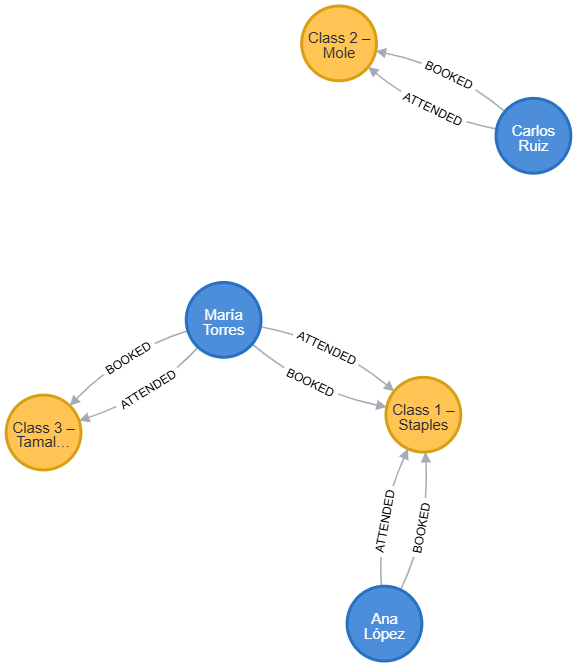 Class 2 –
Mole
BOOKED
ATTENDED
Carlos
Ruiz
María
Torres
ATTENDED
BOOKED
BOOKED
ATTENDED
Class 3 –
Tamal…
Class 1 –
Staples
ATTENDED
BOOKED
Ana
López